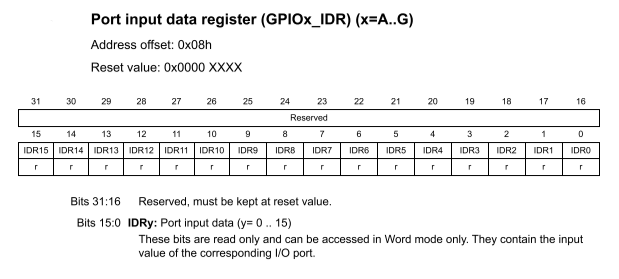 Port input data register (GPIOx_IDR) (x=A..G)
Address offset: 0x08h
Reset value: 0x0000 XXXX
31 30 29 28 27 26 25 24 23 22 21 20 19 18 17 16
Reserved
15 14 13 12 11 10 9 8 7 6 5 4 3 2 1 0
IDR15 IDR14 IDR13 IDR12 IDR11 IDR10 IDR9 IDR8 IDR7 IDR6 IDR5 IDR4 IDR3 IDR2 IDR1 IDR0
r r r r r r r r r r r r r r r r
Bits 31:16 Reserved, must be kept at reset value.
Bits 15:0 IDRy: Port input data (y= 0 .. 15)
These bits are read only and can be accessed in Word mode only. They contain the input
value of the corresponding I/O port.